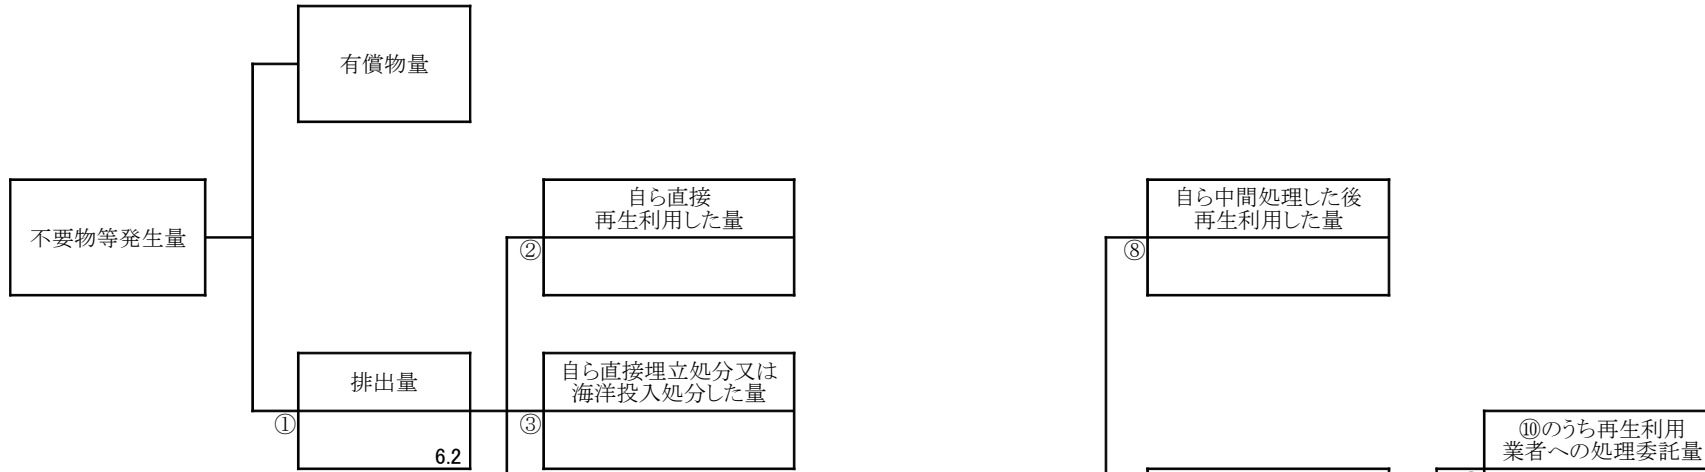 有償物量
不要物等発生量
自ら直接
再生利用した量
②
自ら中間処理した後
再生利用した量
⑧
排出量
①
6.2
自ら直接埋立処分又は
海洋投入処分した量
③
⑩のうち再生利用
業者への処理委託量